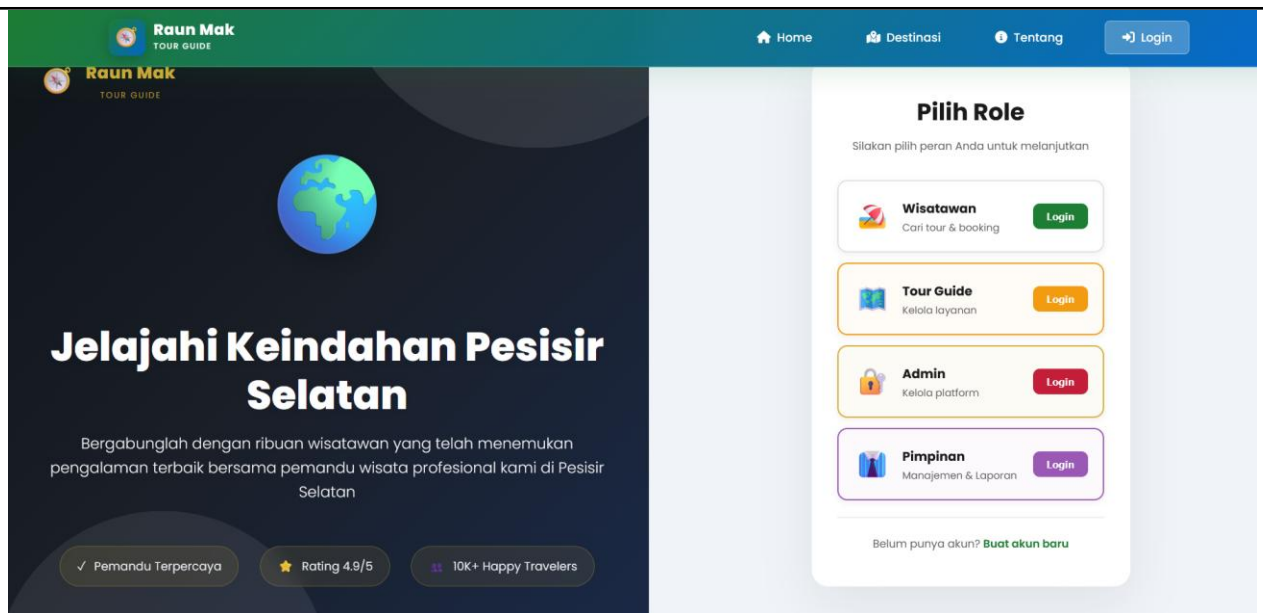 Raun Mak
TOUR GUIDE
Home
Destinasi
Tentang
Login
Raun Mak
TOUR GUIDE
Jelajahi Keindahan Pesisir
Selatan
Bergabunglah dengan ribuan wisatawan yang telah menemukan
pengalaman terbaik bersama pemandu wisata profesional kami di Pesisir
Selatan
✓ Pemandu Terpercaya
Rating 4.9/5
10K+ Happy Travelers
Pilih Role
Silakan pilih peran Anda untuk melanjutkan
Wisatawan
Cari tour & booking
Login
Tour Guide
Kelola layanan
Login
Admin
Kelola platform
Login
Pimpinan
Manajemen & Laporan
Login
Belum punya akun? Buat akun baru